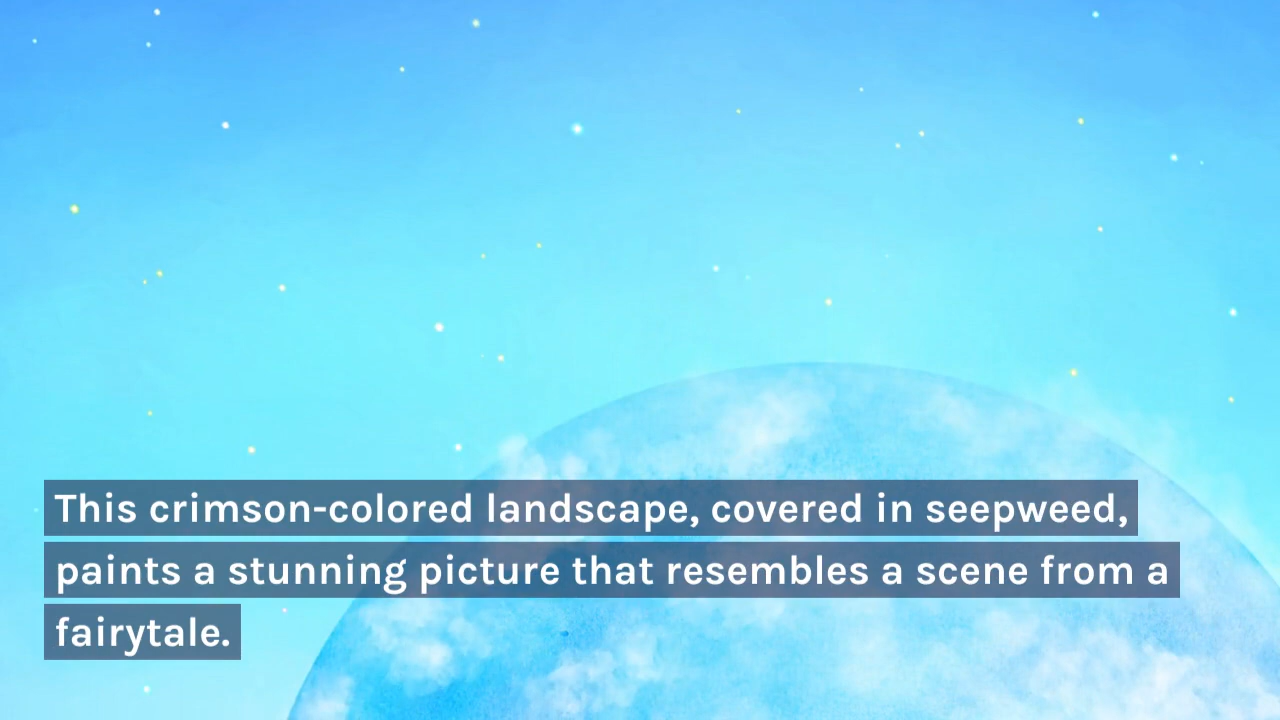 This crimson-colored landscape, covered in seepweed,
paints a stunning picture that resembles a scene from a
fairytale.